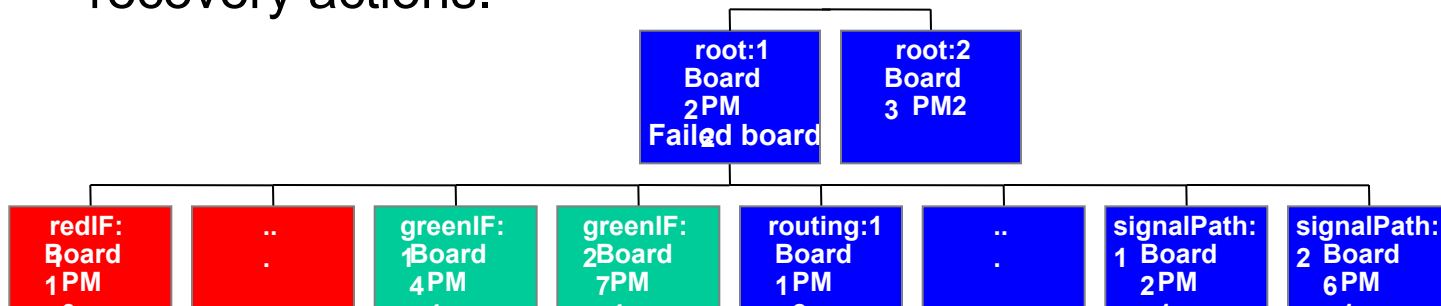 recovery actions.
root:1
Board
2 PM
2
Failed board
root:2
Board
3 PM2
redIF:
1
Board
1 PM
..
.
greenIF:
1 Board
4 PM
greenIF:
2 Board
7 PM
routing:1
Board
1 PM
..
.
signalPath:
1 Board
2 PM
signalPath:
2 Board
6 PM